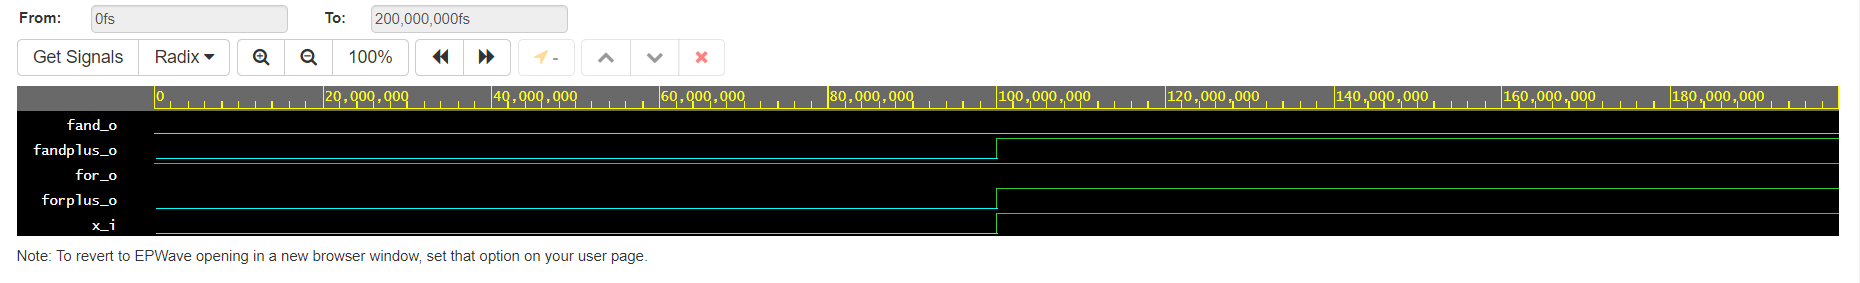 From: 0fs To: 200,000,000fs
Get Signals Radix 100% -
0 20,000,000 40,000,000 60,000,000 80,000,000 100,000,000 120,000,000 140,000,000 160,000,000 180,000,000
fand_o
fandplus_o
for_o
forplus_o
x_i
Note: To revert to EPWave opening in a new browser window, set that option on your user page.